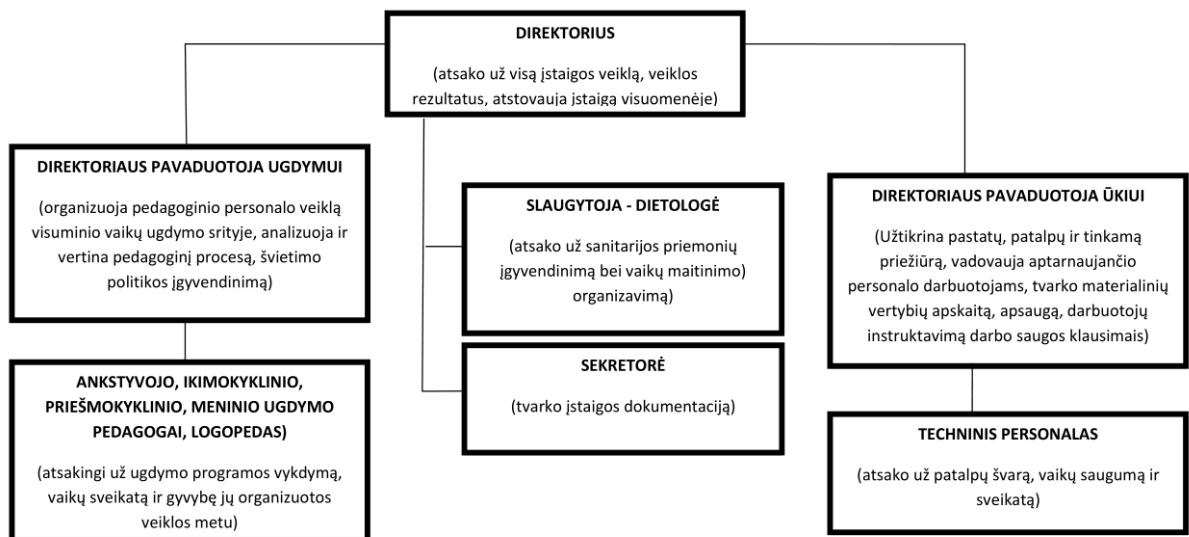 DIREKTORIUS
(atsako už visą įstaigos veiklą, veiklos
rezultatus, atstovauja įstaigą visuomenėje)
DIREKTORIAUS PAVADUOTOJA UGDYMUI
(organizuoja pedagoginio personalo veiklą
visuminio vaikų ugdymo srityje, analizuoja ir
vertina pedagoginį procesą, švietimo
politikos įgyvendinimą)
ANKSTYVOJO, IKIMOKYKLINIO,
PRIEŠMOKYKLINIO, MENINIO UGDYMO
PEDAGOGAI, LOGOPEDAS)
(atsakingi už ugdymo programos vykdymą,
vaikų sveikatą ir gyvybę jų organizuotos
veiklos metu)
SLAUGYTOJA - DIETOLOGĖ
(atsako už sanitarijos priemonių
įgyvendinimą bei vaikų maitinimo)
organizavimą)
SEKRETORĖ
(tvarko įstaigos dokumentaciją)
DIREKTORIAUS PAVADUOTOJA ŪKIUI
(Užtikrina pastatų, patalpų ir tinkamą
priežiūrą, vadovauja aptarnaujančio
personalo darbuotojams, tvarko materialinių
vertybių apskaitą, apsaugą, darbuotojų
instruktavimą darbo saugos klausimais)
TECHNINIS PERSONALAS
(atsako už patalpų švarą, vaikų saugumą ir
sveikatą)